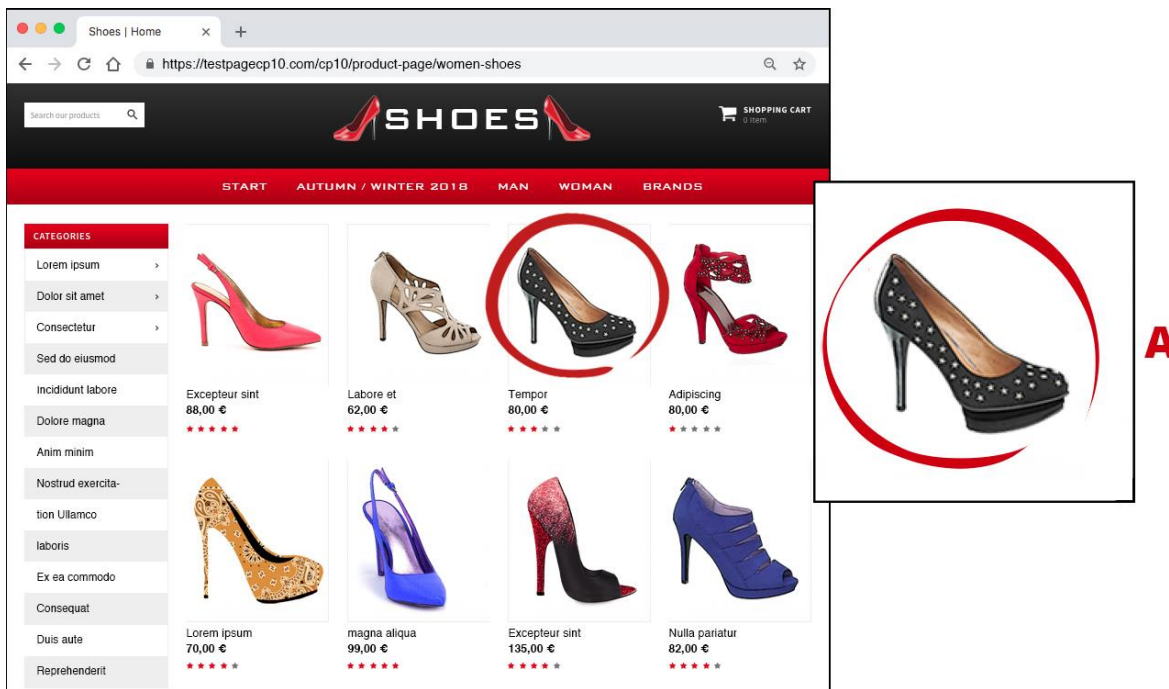 Shoes | Home
https://testpagecp10.com/cp10/product-page/women-shoes
Search our products
SHOES
SHOPPING CART
0 item
START AUTUMN / WINTER 2018 MAN WOMAN BRANDS
CATEGORIES
Lorem ipsum
Dolor sit amet
Consectetur
Sed do eiusmod
incididunt labore
Dolore magna
Anim minim
Nostrud exercita-
tion Ullamco
laboris
Ex ea commodo
Consequat
Duis aute
Reprehenderit
Excepteur sint Labore et Tempor Adipiscing
88,00 € 62,00 € 80,00 € 80,00 €
Lorem ipsum magna aliqua Excepteur sint Nulla pariatur
70,00 € 99,00 € 135,00 € 82,00 €
A